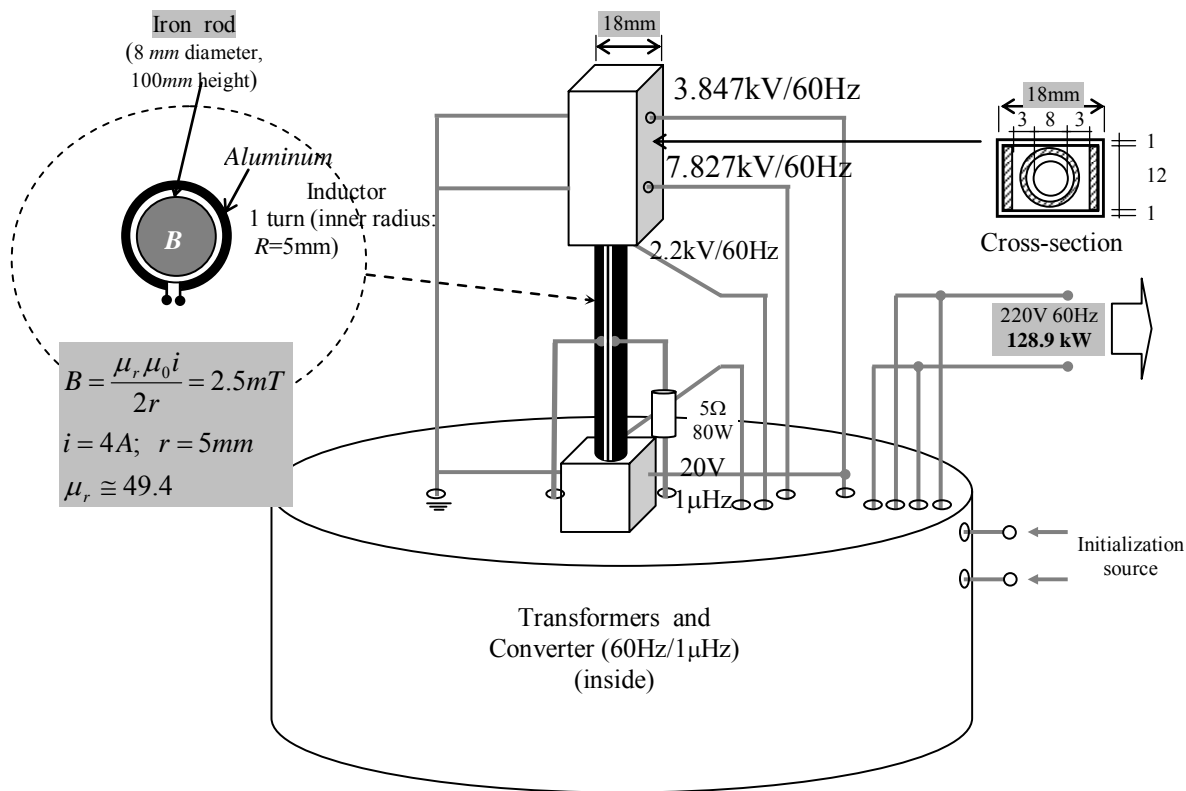 Iron rod
(8 mm diameter,
100mm height)
Aluminum
Inductor
1 turn (inner radius:
R=5mm)
B
B = μrμ0i / 2r = 2.5mT
i = 4A; r = 5mm
μr ≅ 49.4
18mm
3.847kV/60Hz
7.827kV/60Hz
2.2kV/60Hz
18mm
3 8 3
1
12
1
Cross-section
220V 60Hz
128.9 kW
5Ω
80W
20V
1μHz
Initialization
source
Transformers and
Converter (60Hz/1μHz)
(inside)